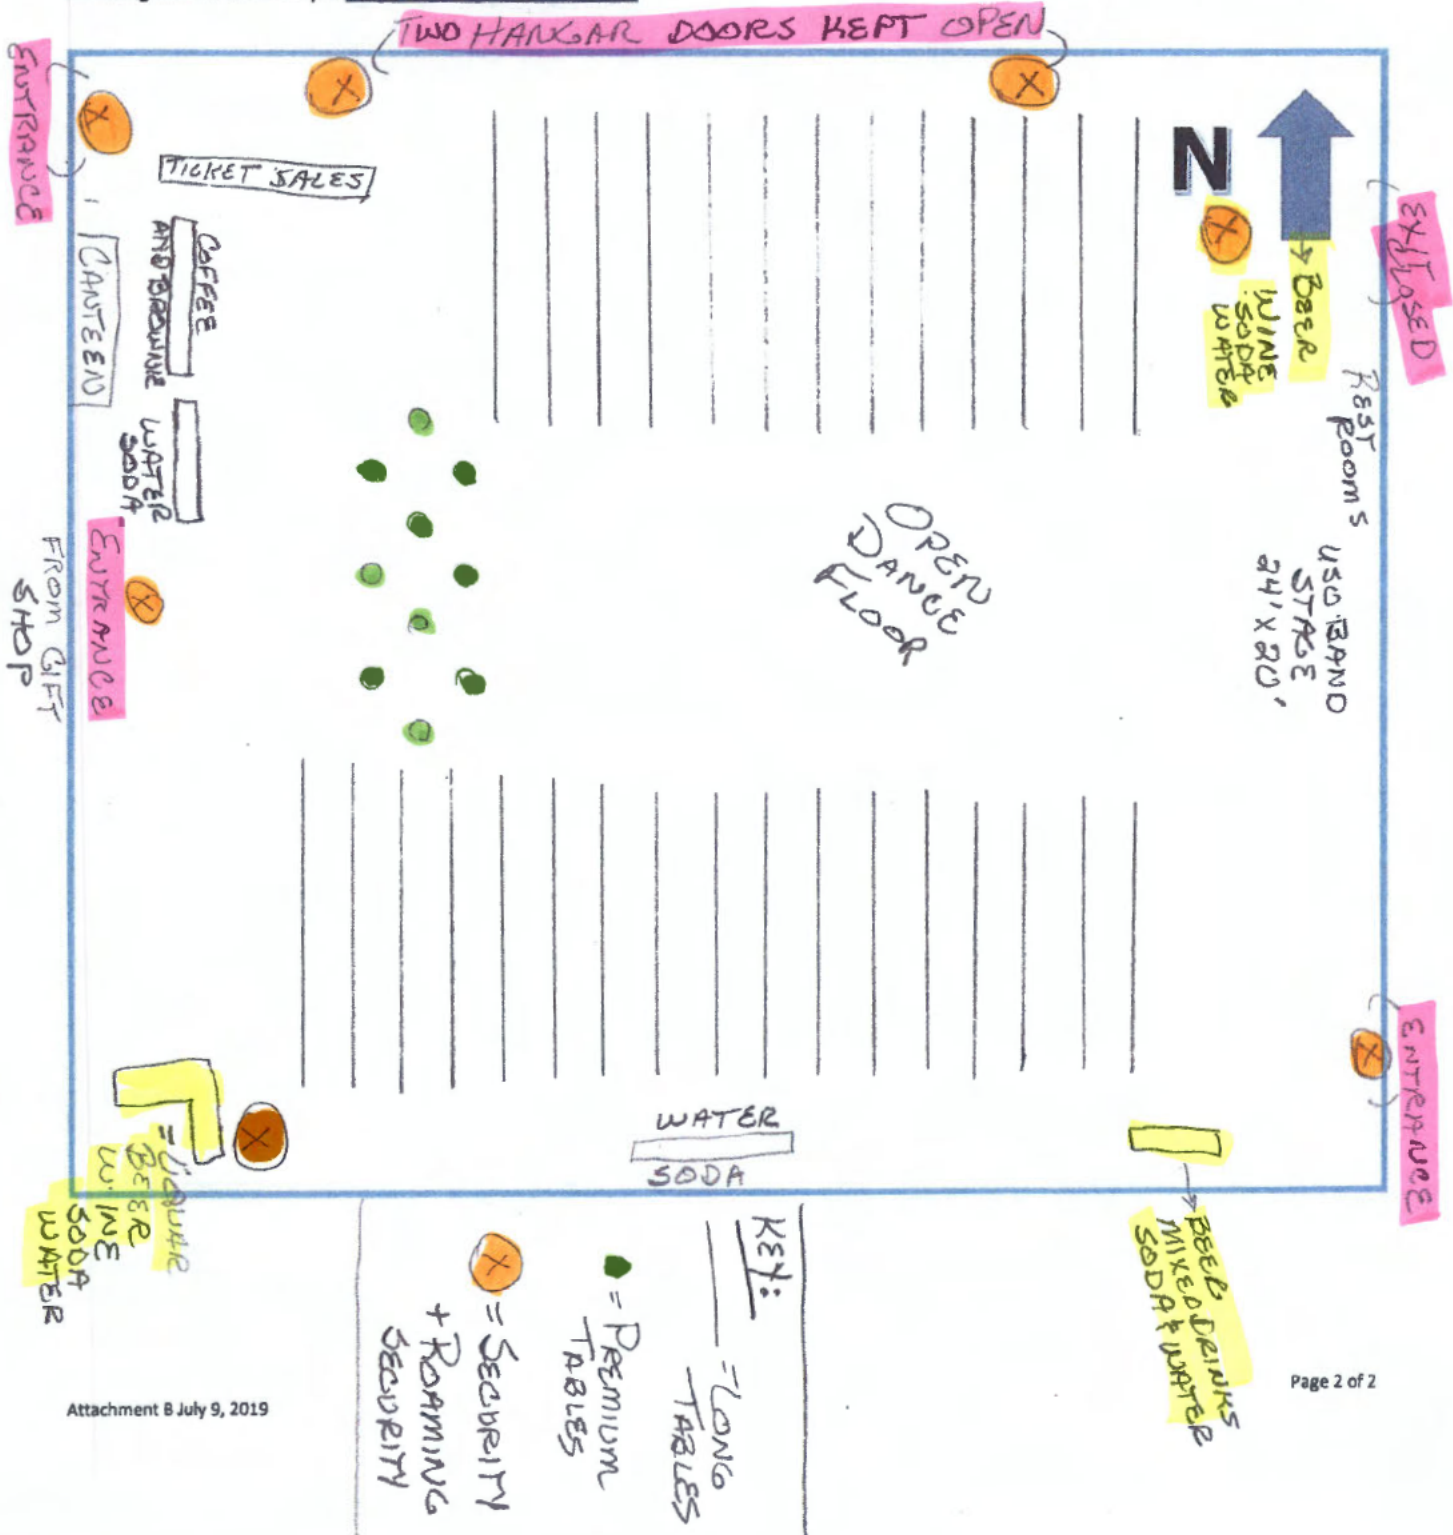 TWO HANGAR DOORS KEPT OPEN
ENTRANCE
X
X
X
TICKET SALES
N
X
EXIT
CLOSED
COFFEE
AND BROWNIE
CANTEEN
BEER
WINE
SODA
WATER
WATER
SODA
REST
ROOMS
ENTRANCE
X
FROM GIFT
SHOP
OPEN
DANCE
FLOOR
USO BAND
STAGE
24' X 20'
ENTRANCE
X
X
= LIQUAR
BEER
WINE
SODA
WATER
WATER
SODA
BEER
MIXED DRINKS
SODA & WATER
KEY:
= LONG
TABLES
= PREMIUM
TABLES
X = SECURITY
+ ROAMING
SECURITY
Attachment B July 9, 2019
Page 2 of 2